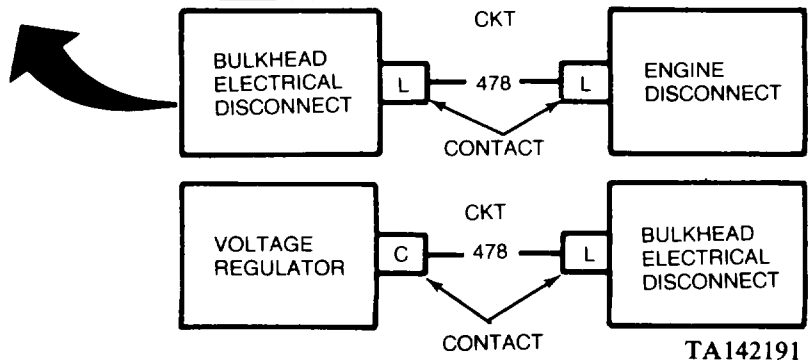 CKT
BULKHEAD
ELECTRICAL
DISCONNECT
L
478
L
ENGINE
DISCONNECT
CONTACT
CKT
VOLTAGE
REGULATOR
C
478
L
BULKHEAD
ELECTRICAL
DISCONNECT
CONTACT
TA142191